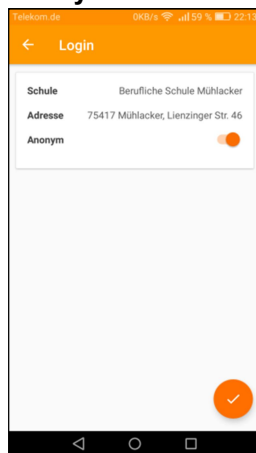 Telekom.de 0KB/s 59 % 22:13
Login
Schule Berufliche Schule Mühlacker
Adresse 75417 Mühlacker, Lienzinger Str. 46
Anonym